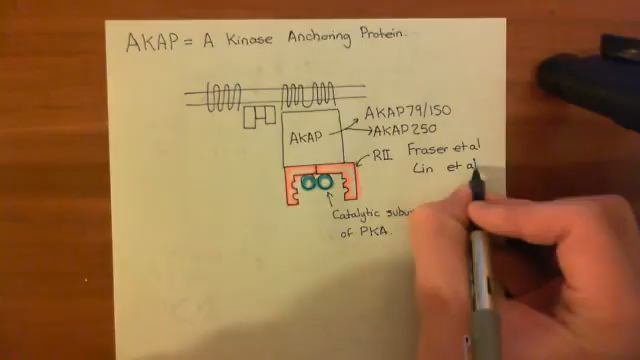 AKAP = A Kinase Anchoring Protein.
AKAP
AKAP79/150
AKAP250
RII
Fraser et al
Lin et al
Catalytic
of PKA.